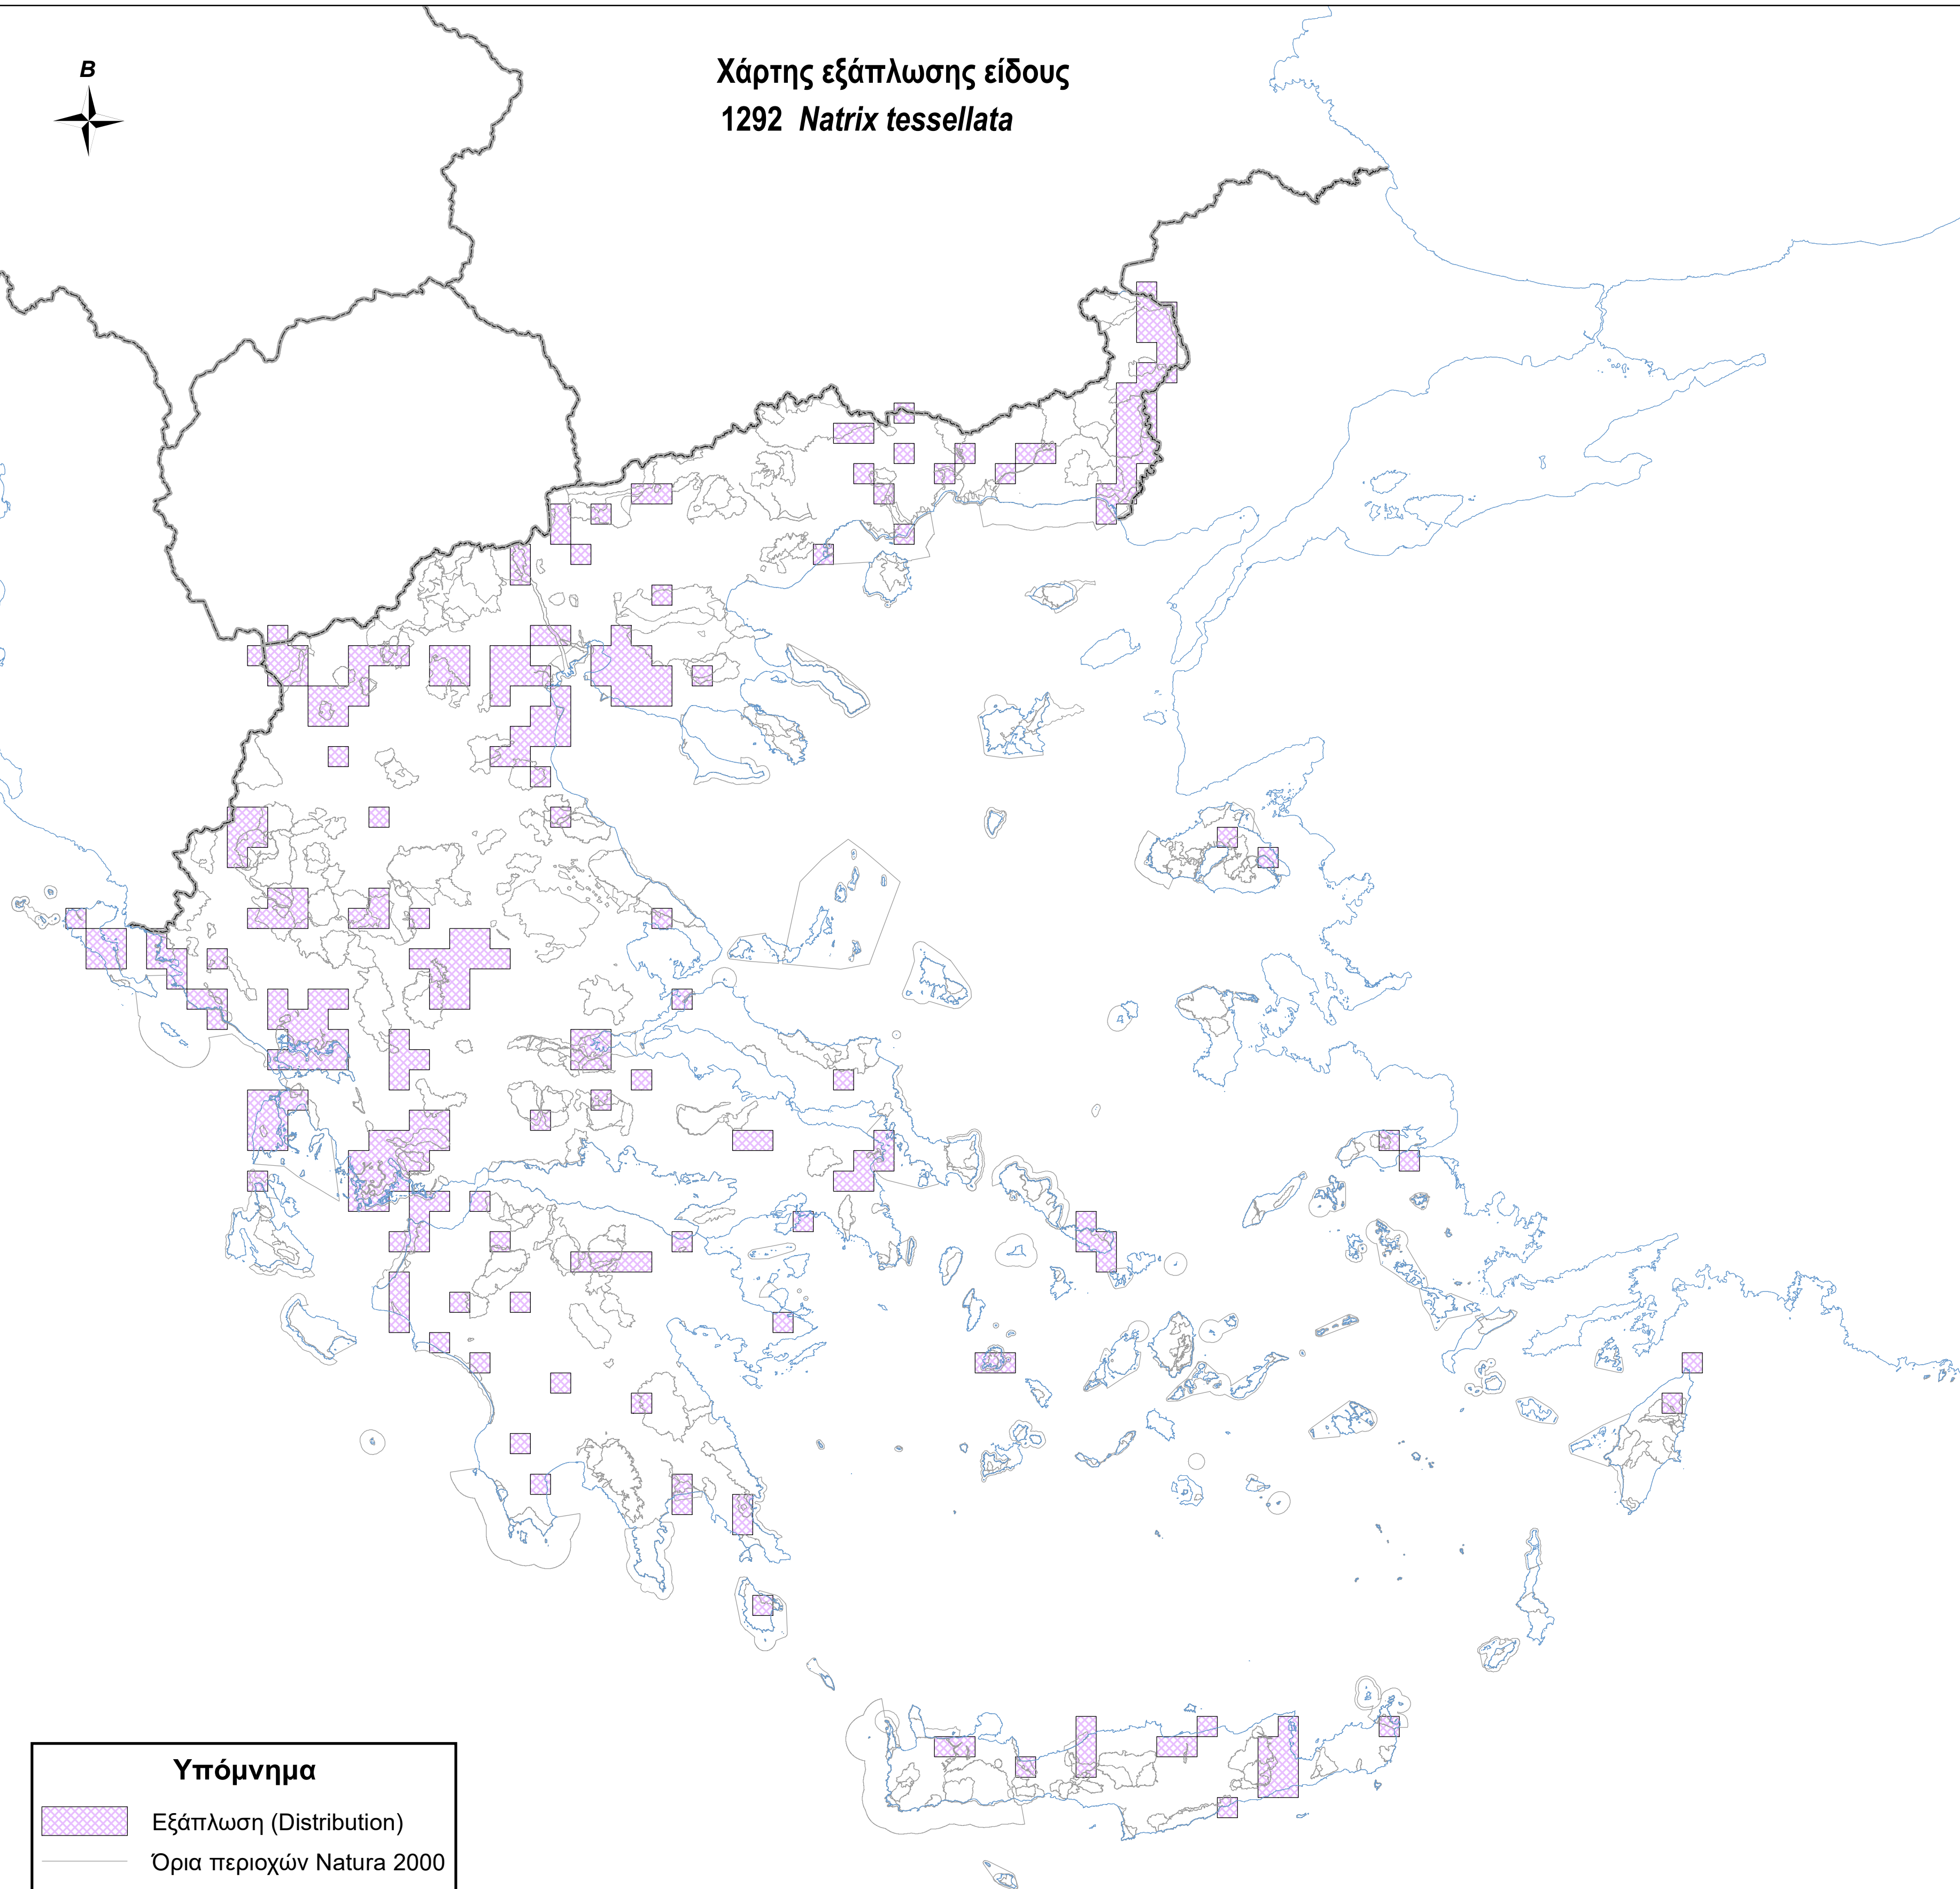 Χάρτης εξάπλωσης είδους
1292 Natrix tessellata
B
Υπόμνημα
Εξάπλωση (Distribution)
Όρια περιοχών Natura 2000